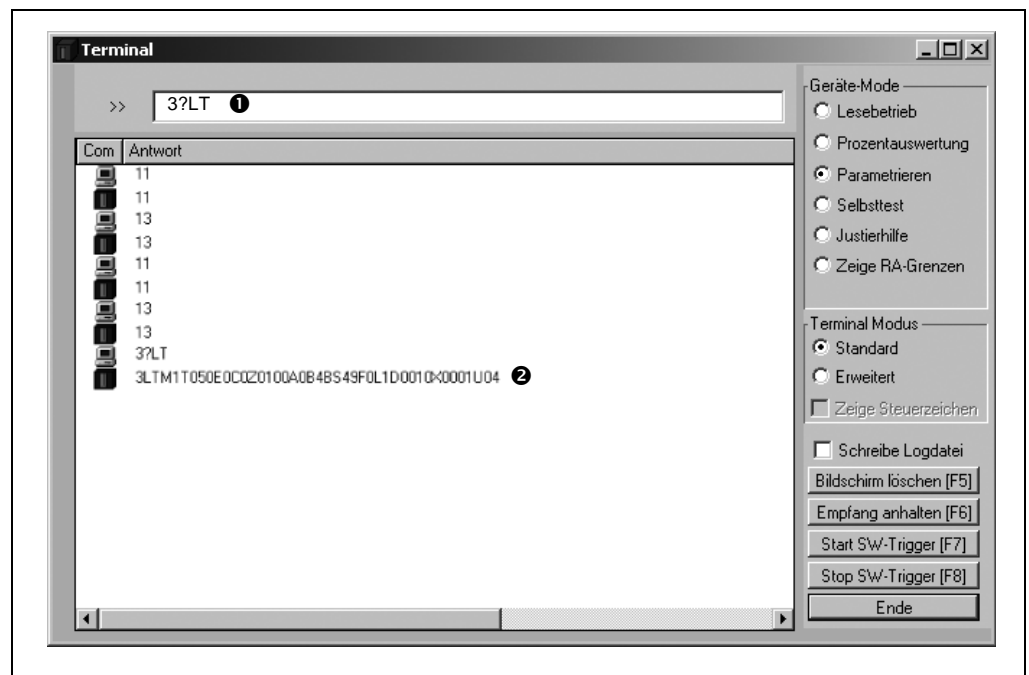 Terminal
>> 3?LT ❶
Com Antwort
11
11
13
13
11
11
13
13
3?LT
3LTM1T050E0C0Z0100A0B4BS49F0L1D0010X0001U04 ❷
Geräte-Mode
Lesebetrieb
Prozentauswertung
Parametrieren
Selbsttest
Justierhilfe
Zeige RA-Grenzen
Terminal Modus
Standard
Erweitert
Zeige Steuerzeichen
Schreibe Logdatei
Bildschirm löschen [F5]
Empfang anhalten [F6]
Start SW-Trigger [F7]
Stop SW-Trigger [F8]
Ende